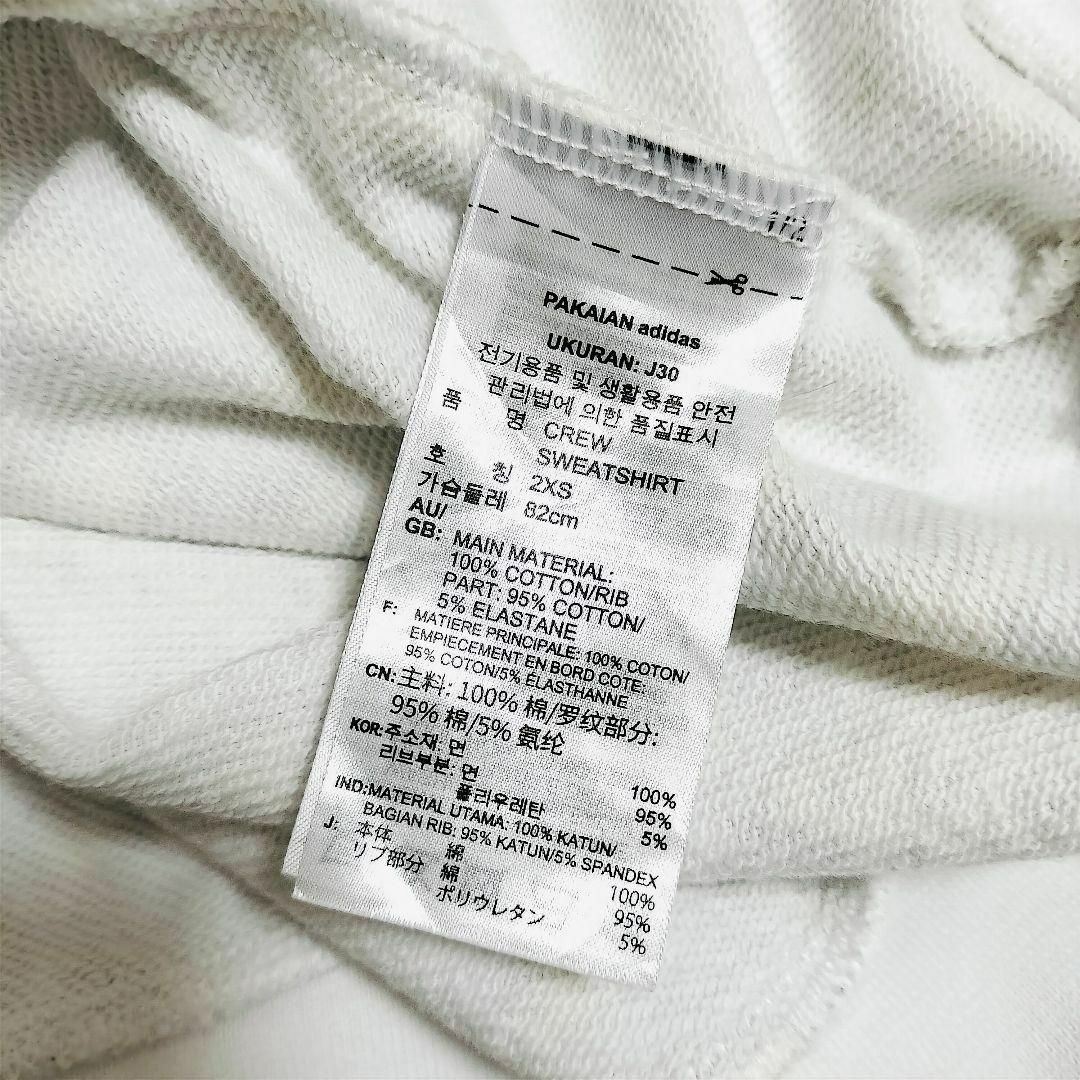 PAKAIAN adidas
UKURAN: J30
전기용품 및 생활용품 안전
관리법에 의한 품질표시
품 명 CREW
SWEATSHIRT
호 칭 2XS
가슴둘레 82cm
AU/
GB: MAIN MATERIAL:
100% COTTON/RIB
PART: 95% COTTON/
5% ELASTANE
F: MATIERE PRINCIPALE: 100% COTON/
EMPIECEMENT EN BORD COTE:
95% COTON/5% ELASTHANNE
CN: 主料: 100% 棉/罗纹部分:
95% 棉/5% 氨纶
KOR: 주소재: 면 100%
리브부분: 면 95%
폴리우레탄 5%
IND: MATERIAL UTAMA: 100% KATUN/
BAGIAN RIB: 95% KATUN/5% SPANDEX
J: 本体 綿 100%
リブ部分 綿 95%
ポリウレタン 5%